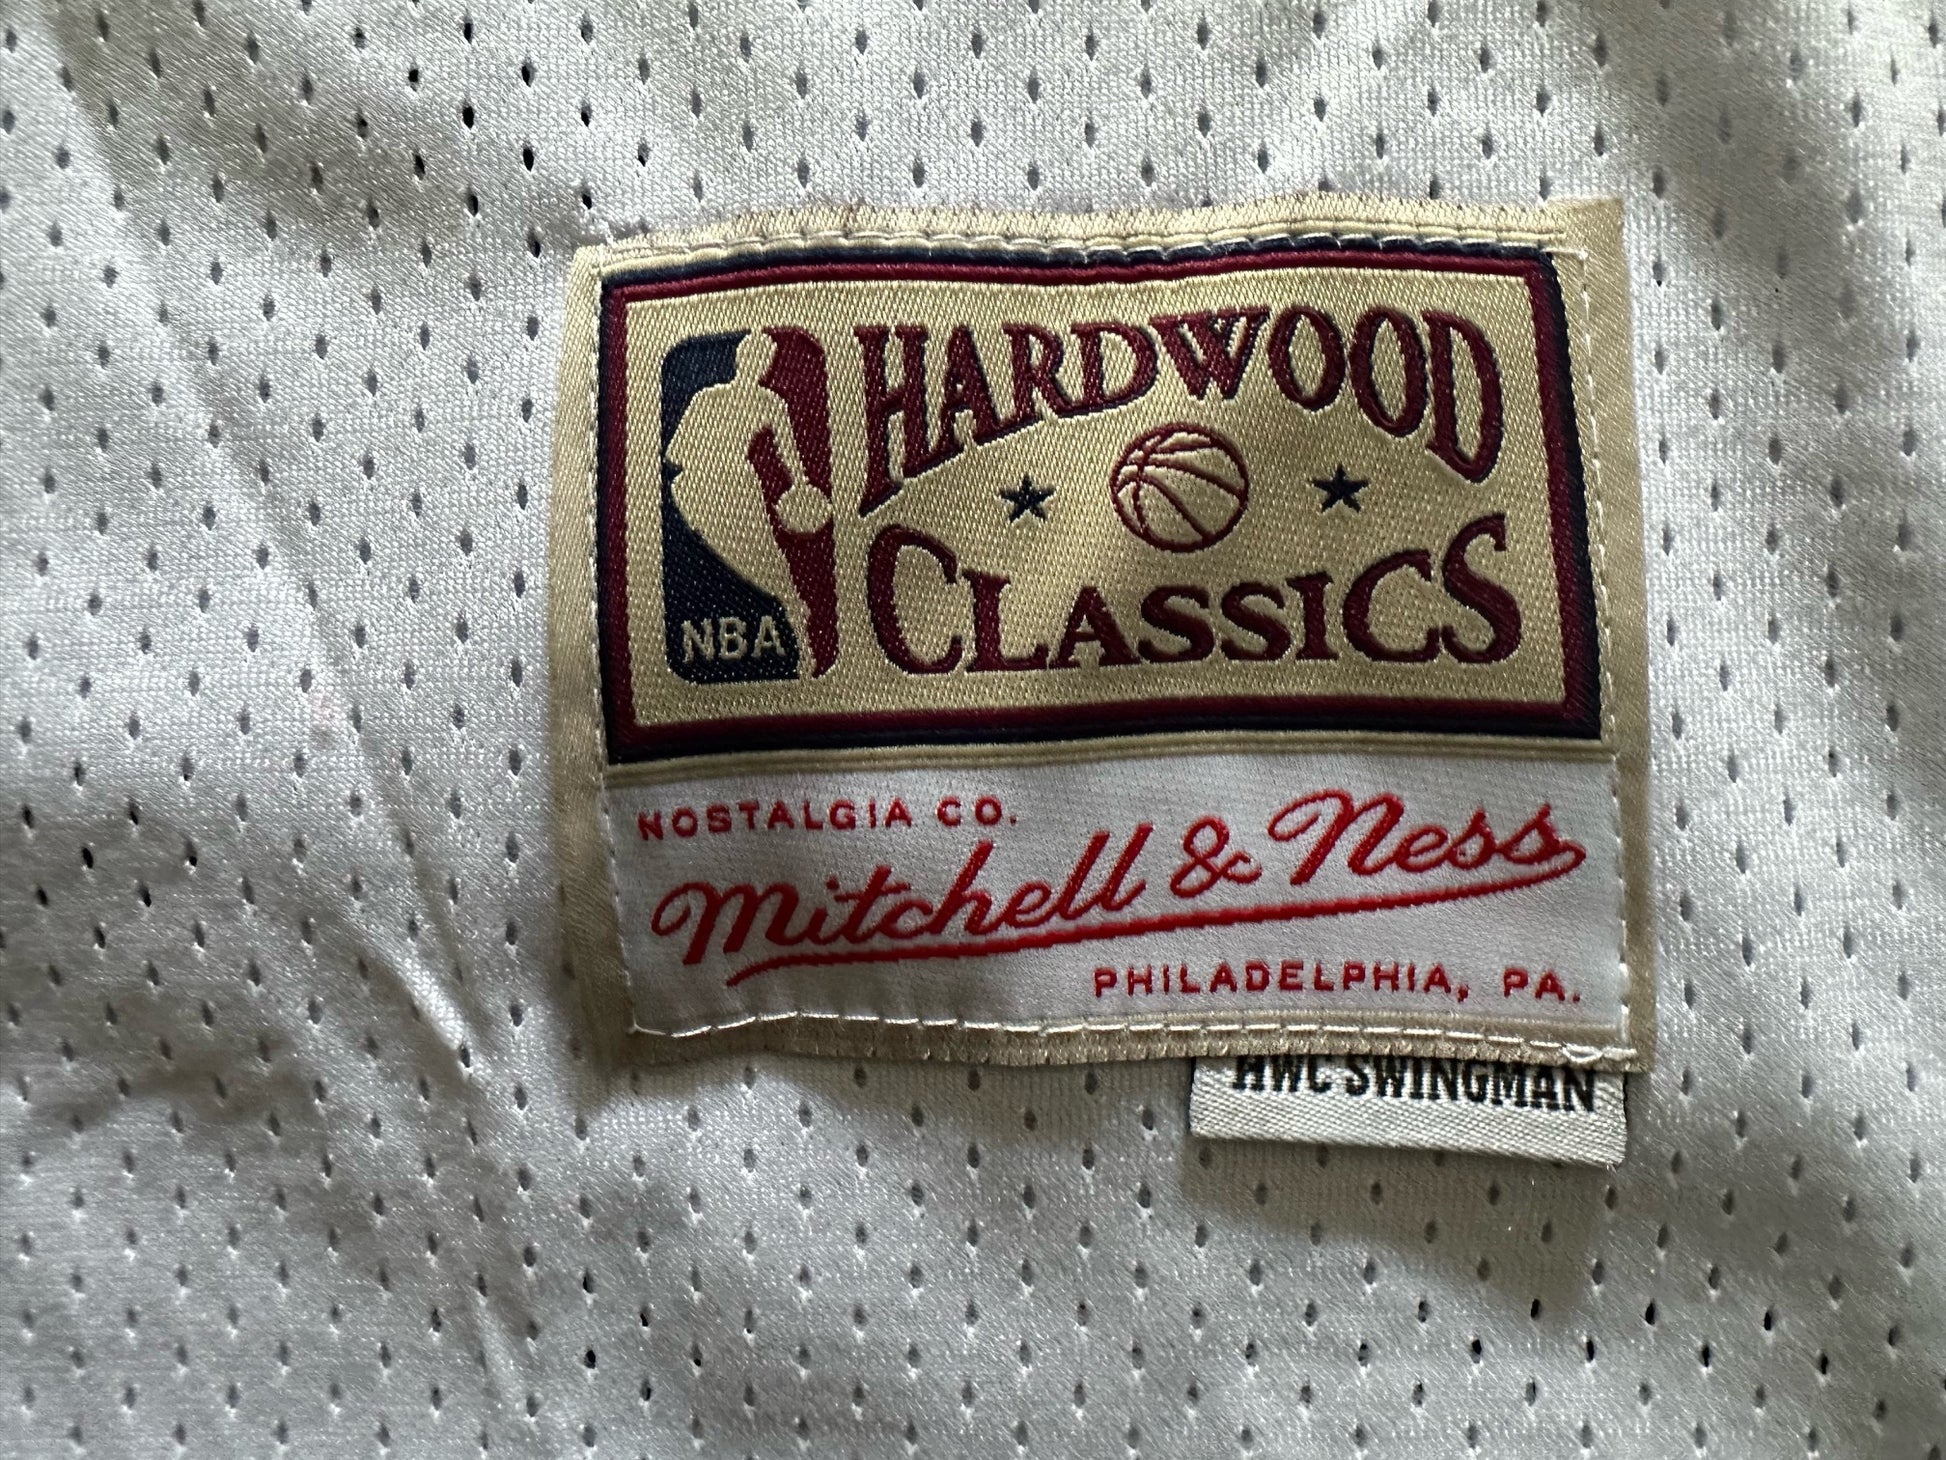 HARDWOOD
CLASSICS
NBA
NOSTALGIA CO.
Mitchell & Ness
PHILADELPHIA, PA.
HWC SWINGMAN